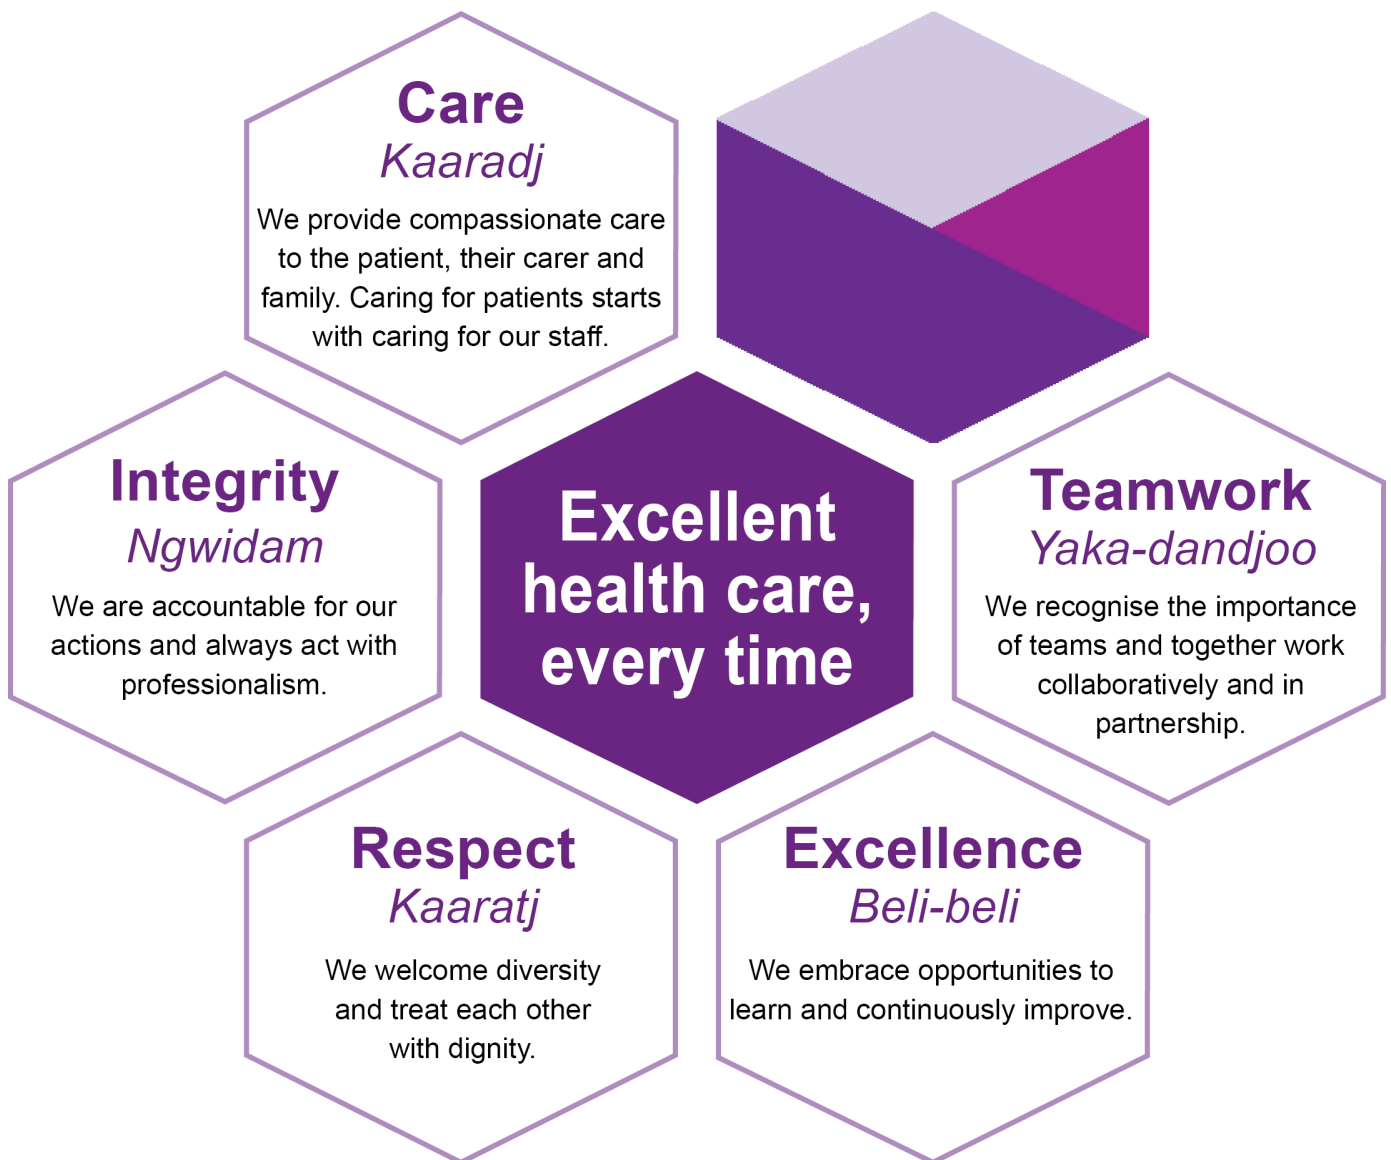 Care
Kaaradj
We provide compassionate care
to the patient, their carer and
family. Caring for patients starts
with caring for our staff.
Integrity
Ngwidam
We are accountable for our
actions and always act with
professionalism.
Excellent
health care,
every time
Teamwork
Yaka-dandjoo
We recognise the importance
of teams and together work
collaboratively and in
partnership.
Respect
Kaaratj
We welcome diversity
and treat each other
with dignity.
Excellence
Beli-beli
We embrace opportunities to
learn and continuously improve.